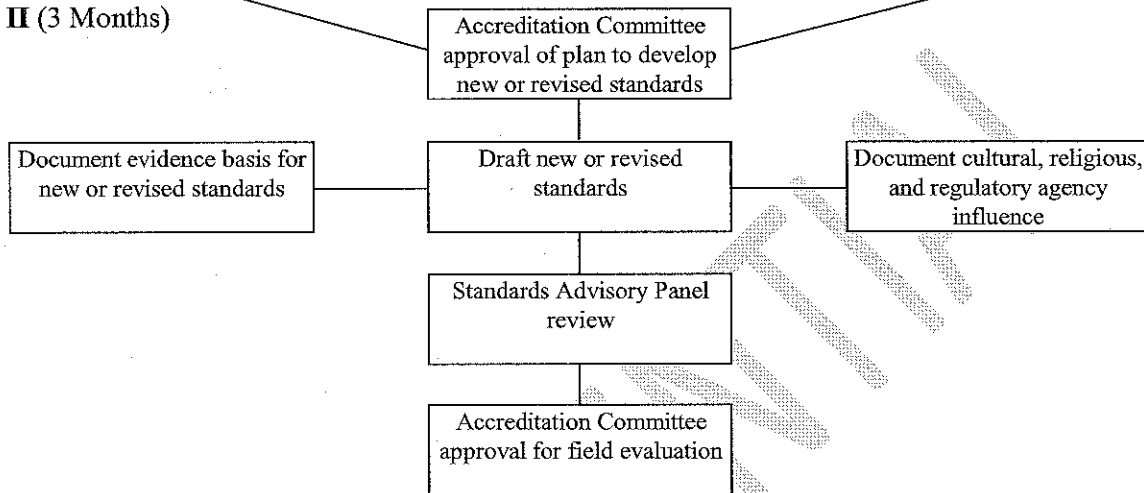 II (3 Months)
Accreditation Committee
approval of plan to develop
new or revised standards
Document evidence basis for
new or revised standards
Draft new or revised
standards
Document cultural, religious,
and regulatory agency
influence
Standards Advisory Panel
review
Accreditation Committee
approval for field evaluation